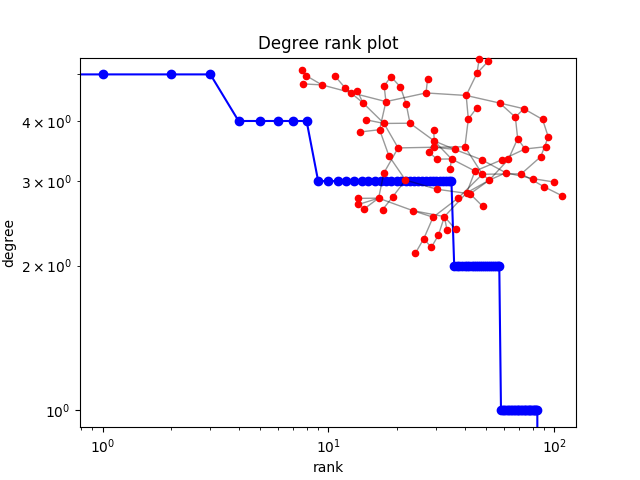 Degree rank plot
degree
4 × 10⁰
3 × 10⁰
2 × 10⁰
10⁰
10⁰ 10¹ 10²
rank